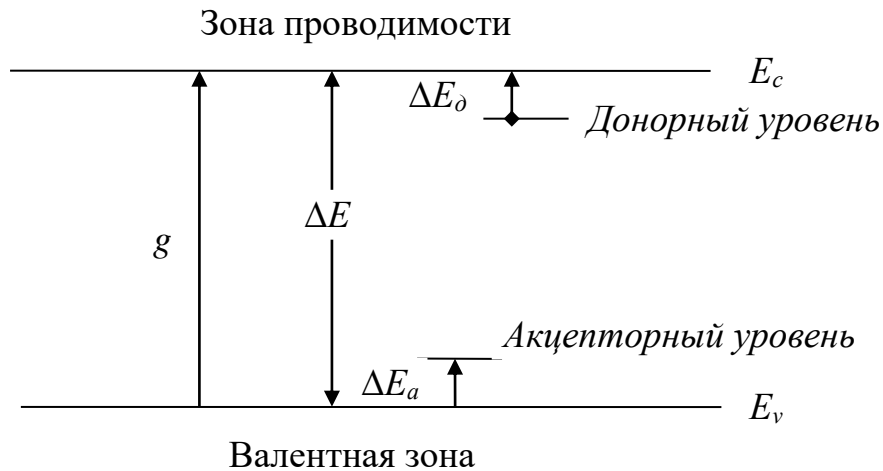 Зона проводимости
E_c
ΔE_д
Донорный уровень
ΔE
g
Акцепторный уровень
ΔE_a
E_v
Валентная зона